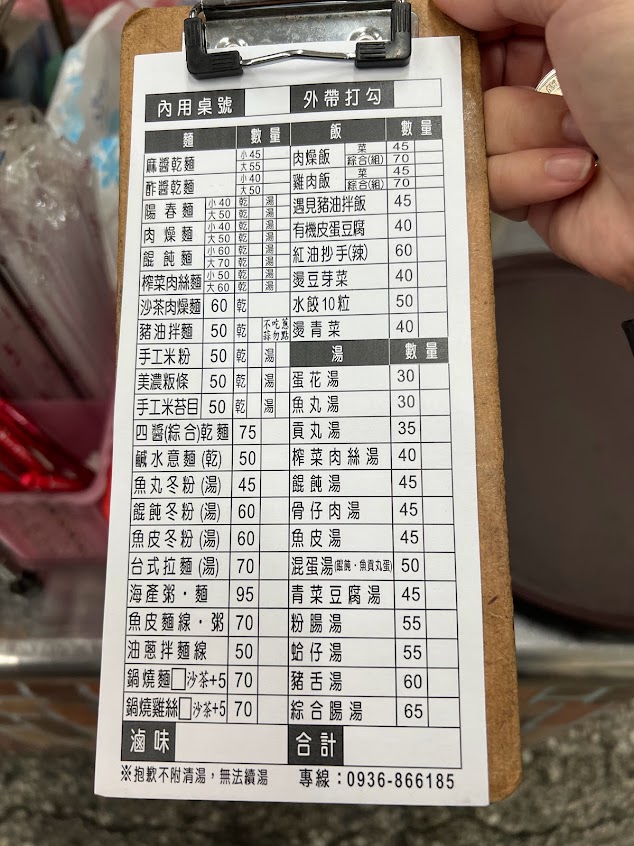 內用桌號 外帶打勾
麵 數量
麻醬乾麵 小45 大55
酢醬乾麵 小40 大50
陽春麵 小40 大50 乾 湯
肉燥麵 小40 大50 乾 湯
餛飩麵 小60 大70 乾 湯
榨菜肉絲麵 小50 大60 乾 湯
沙茶肉燥麵 60 乾
豬油拌麵 50 乾 不吃蔥蒜勿點
手工米粉 50 乾 湯
美濃粄條 50 乾 湯
手工米苔目 50 乾 湯
四醬(綜合)乾麵 75
鹹水意麵(乾) 50
魚丸冬粉(湯) 45
餛飩冬粉(湯) 60
魚皮冬粉(湯) 60
台式拉麵(湯) 70
海產粥・麵 95
魚皮麵線・粥 70
油蔥拌麵線 50
鍋燒麵□沙茶+5 70
鍋燒雞絲□沙茶+5 70
滷味
飯 數量
肉燥飯 菜 45 綜合(組) 70
雞肉飯 菜 45 綜合(組) 70
遇見豬油拌飯 45
有機皮蛋豆腐 40
紅油抄手(辣) 60
燙豆芽菜 40
水餃10粒 50
燙青菜 40
湯 數量
蛋花湯 30
魚丸湯 30
貢丸湯 35
榨菜肉絲湯 40
餛飩湯 45
骨仔肉湯 45
魚皮湯 45
混蛋湯(餛飩・魚貢丸蛋) 50
青菜豆腐湯 45
粉腸湯 55
蛤仔湯 55
豬舌湯 60
綜合腸湯 65
合計
※抱歉不附清湯，無法續湯 專線：0936-866185